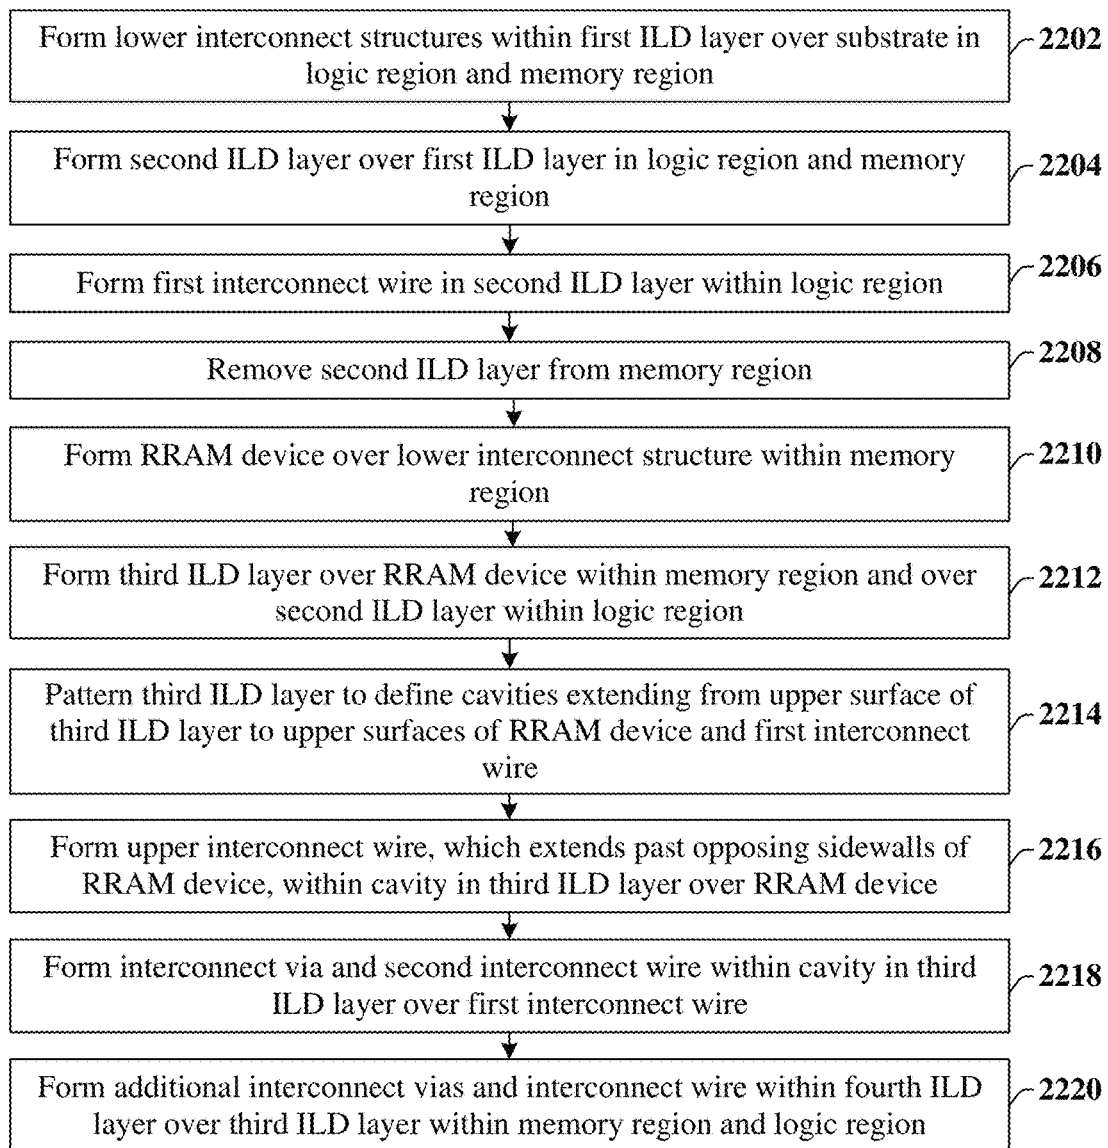 Form lower interconnect structures within first ILD layer over substrate in
logic region and memory region
2202
Form second ILD layer over first ILD layer in logic region and memory
region
2204
Form first interconnect wire in second ILD layer within logic region
2206
Remove second ILD layer from memory region
2208
Form RRAM device over lower interconnect structure within memory
region
2210
Form third ILD layer over RRAM device within memory region and over
second ILD layer within logic region
2212
Pattern third ILD layer to define cavities extending from upper surface of
third ILD layer to upper surfaces of RRAM device and first interconnect
wire
2214
Form upper interconnect wire, which extends past opposing sidewalls of
RRAM device, within cavity in third ILD layer over RRAM device
2216
Form interconnect via and second interconnect wire within cavity in third
ILD layer over first interconnect wire
2218
Form additional interconnect vias and interconnect wire within fourth ILD
layer over third ILD layer within memory region and logic region
2220